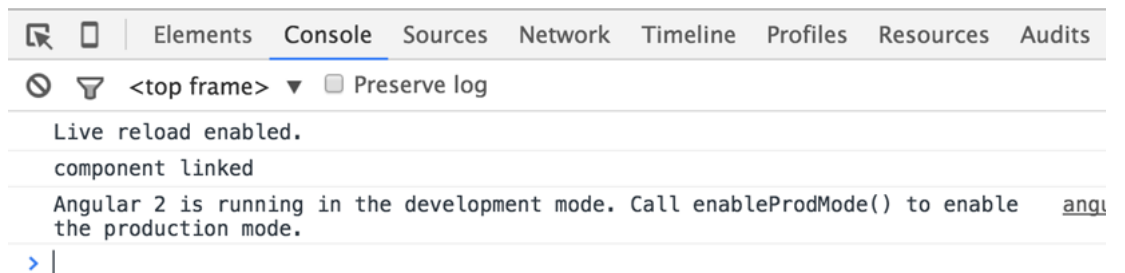 Elements Console Sources Network Timeline Profiles Resources Audits
<top frame> ▼ Preserve log
Live reload enabled.
component linked
Angular 2 is running in the development mode. Call enableProdMode() to enable angu
the production mode.
>